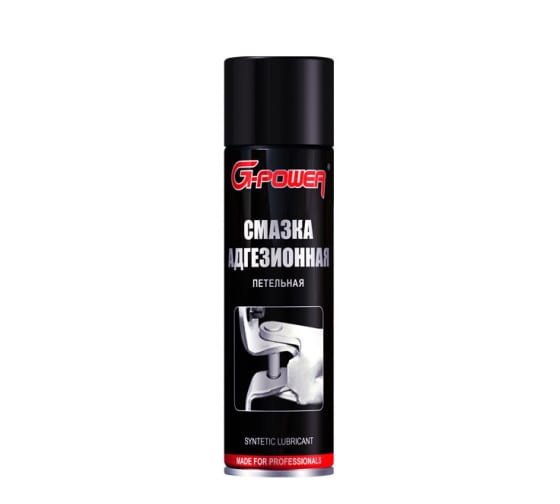 G-POWER®
СМАЗКА
АДГЕЗИОННАЯ
ПЕТЕЛЬНАЯ
SYNTETIC LUBRICANT
MADE FOR PROFESSIONALS